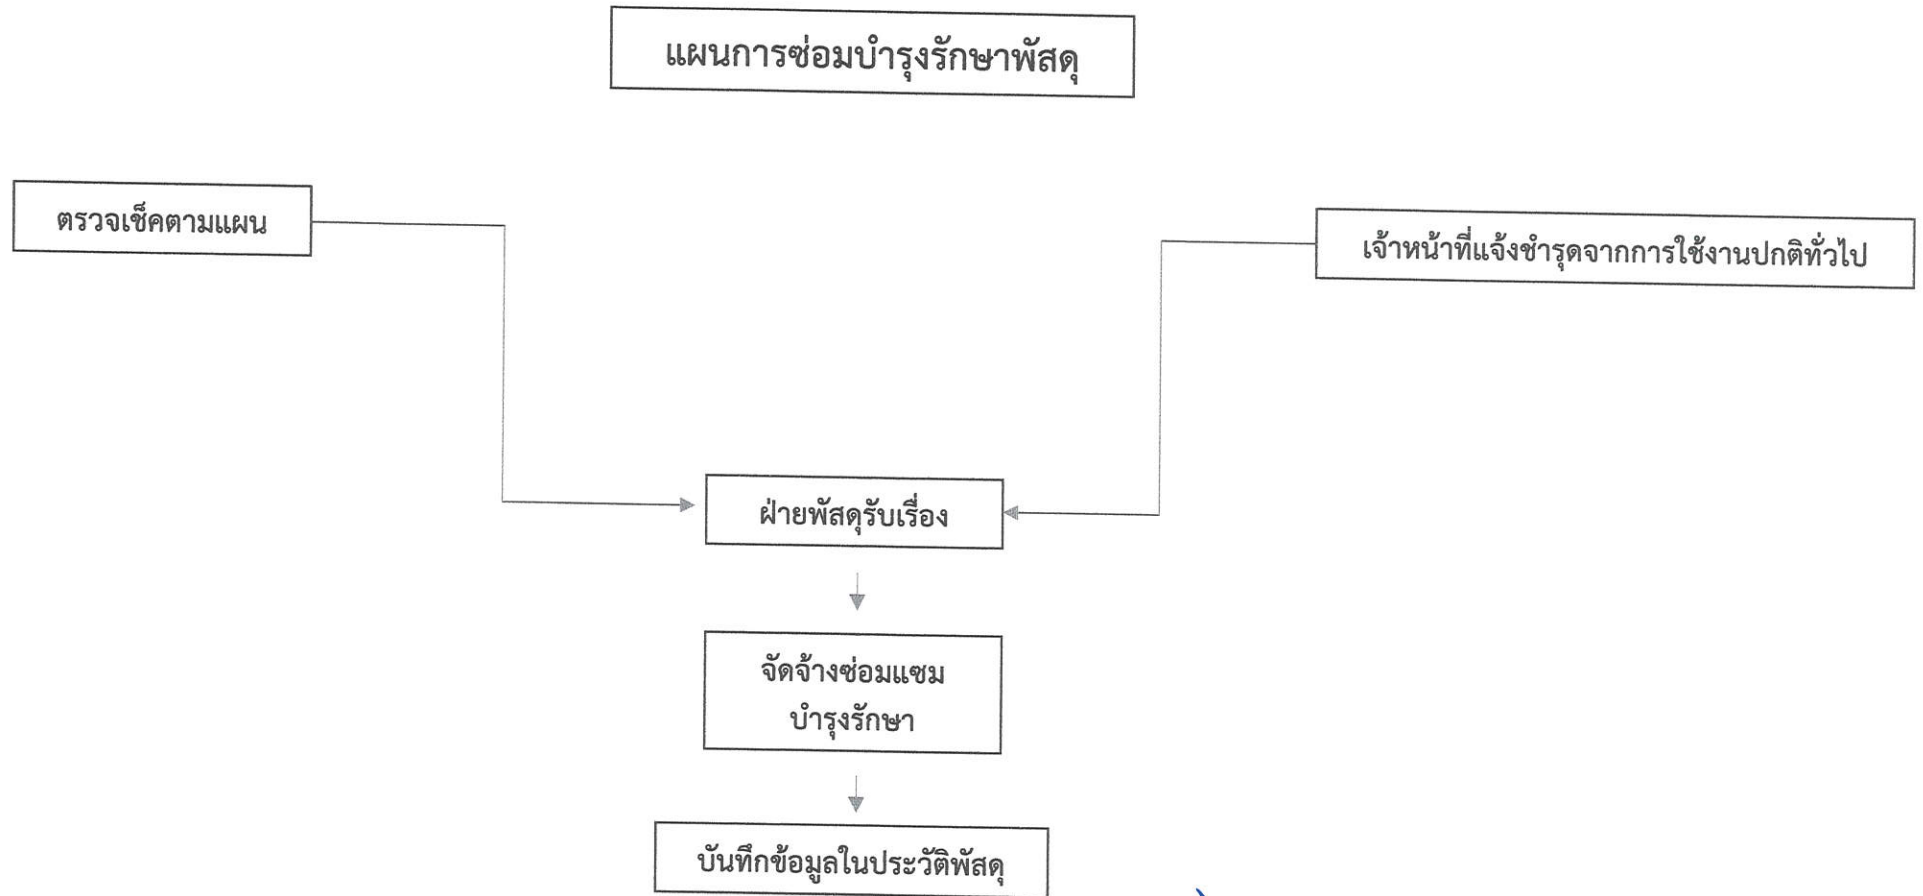 แผนการซ่อมบำรุงรักษาพัสดุ
ตรวจเช็คตามแผน
เจ้าหน้าที่แจ้งชำรุดจากการใช้งานปกติทั่วไป
ฝ่ายพัสดุรับเรื่อง
จัดจ้างซ่อมแซม
บำรุงรักษา
บันทึกข้อมูลในประวัติพัสดุ